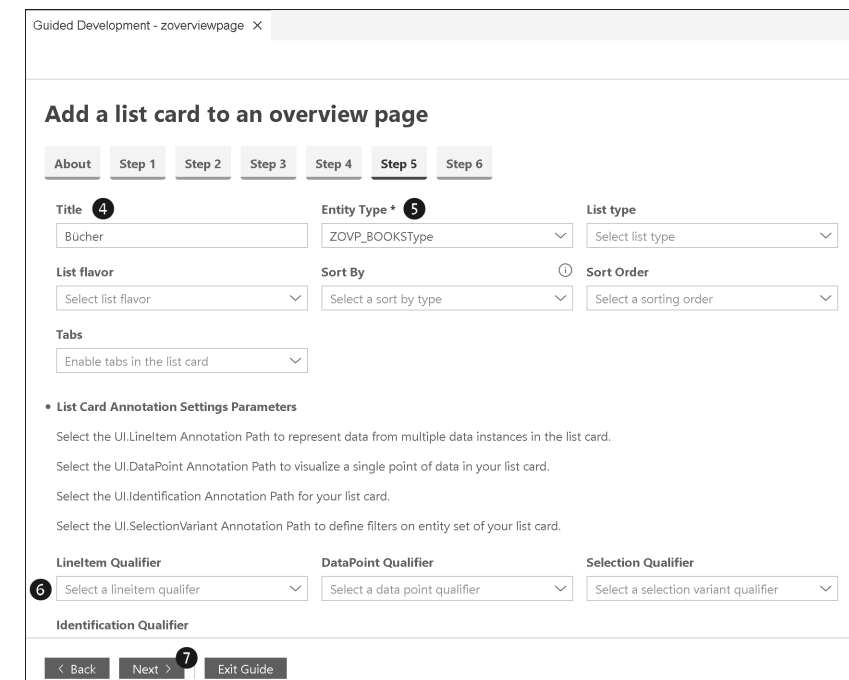 Guided Development - zoverviewpage ×
Add a list card to an overview page
About Step 1 Step 2 Step 3 Step 4 Step 5 Step 6
Title 4 Entity Type * 5 List type
Bücher ZOVP_BOOKSType Select list type
List flavor Sort By Sort Order
Select list flavor Select a sort by type Select a sorting order
Tabs
Enable tabs in the list card
• List Card Annotation Settings Parameters
Select the UI.LineItem Annotation Path to represent data from multiple data instances in the list card.
Select the UI.DataPoint Annotation Path to visualize a single point of data in your list card.
Select the UI.Identification Annotation Path for your list card.
Select the UI.SelectionVariant Annotation Path to define filters on entity set of your list card.
LineItem Qualifier DataPoint Qualifier Selection Qualifier
6 Select a lineitem qualifer Select a data point qualifier Select a selection variant qualifier
Identification Qualifier
< Back Next > 7 Exit Guide